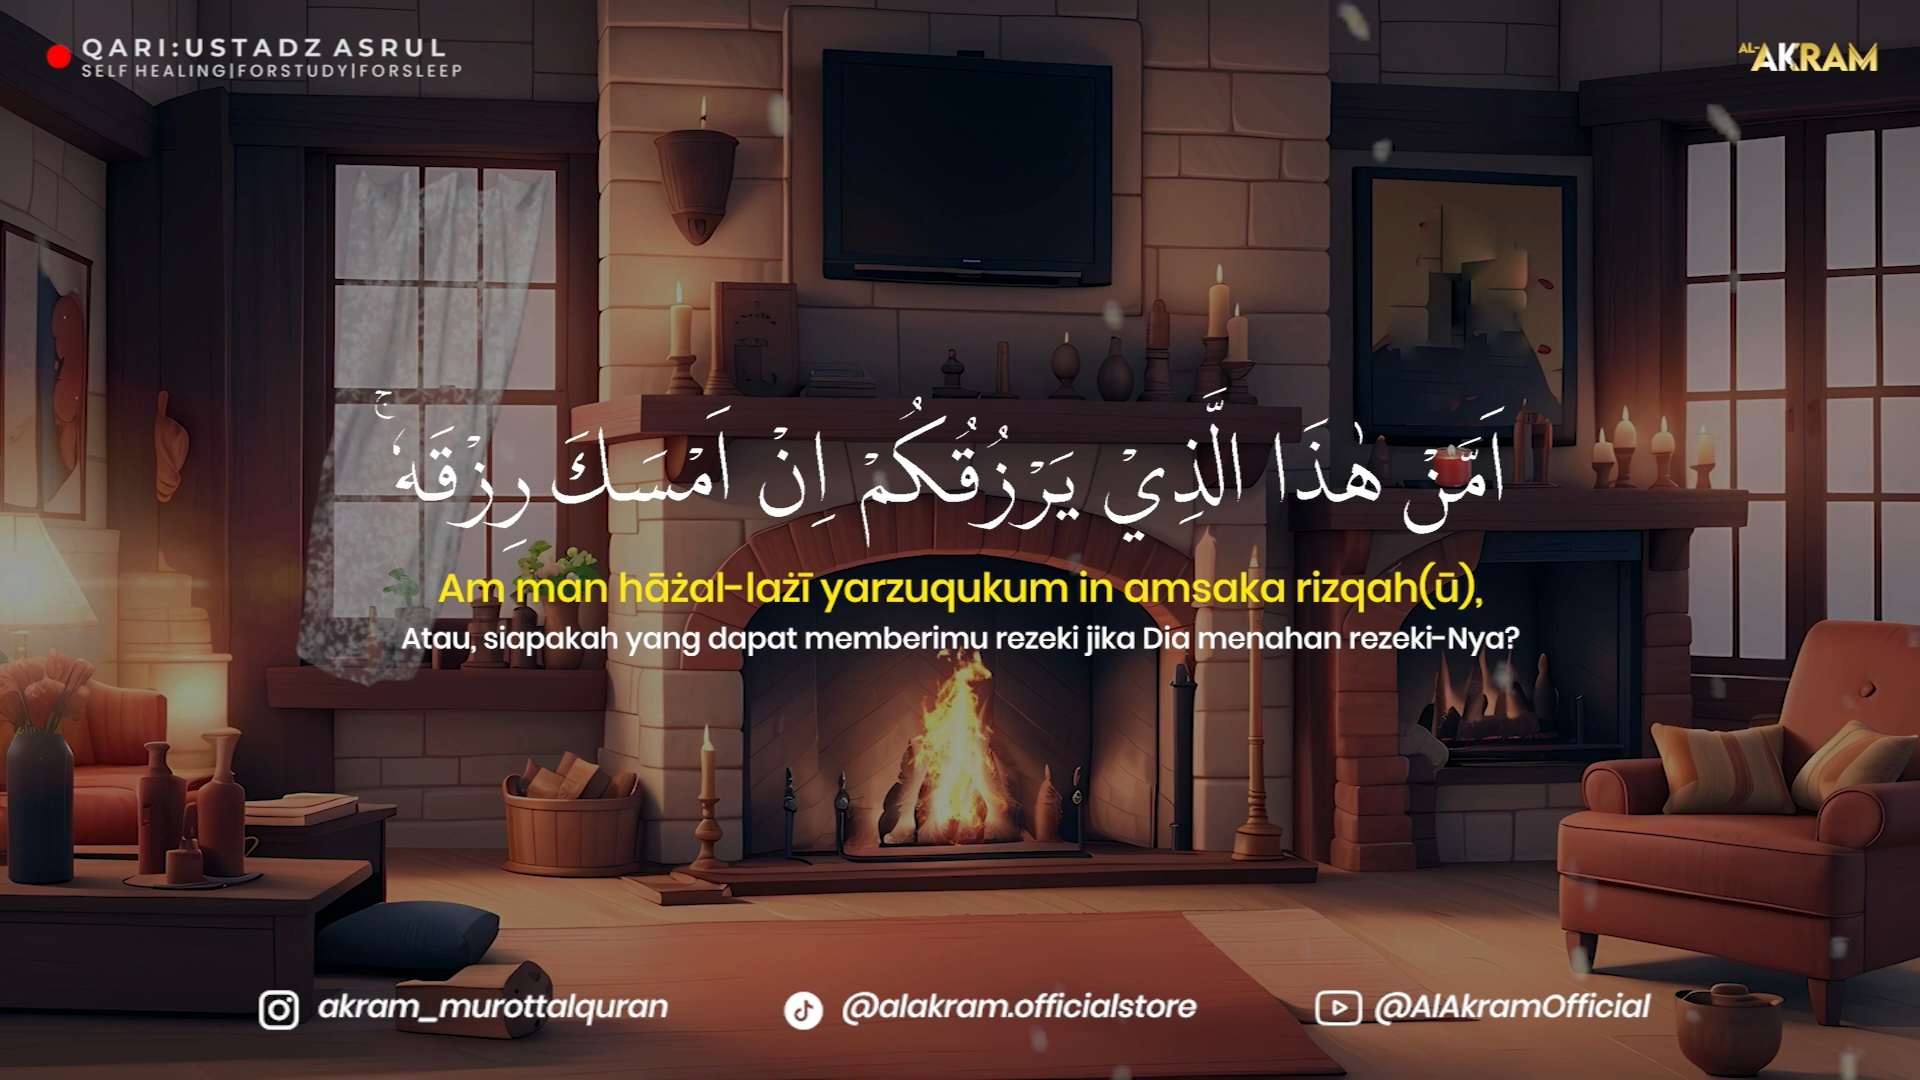 QARI:USTADZ ASRUL
SELF HEALING|FORSTUDY|FORSLEEP
AL-AKRAM
اَمَّنْ هٰذَا الَّذِيْ يَرْزُقُكُمْ اِنْ اَمْسَكَ رِزْقَهٗ ۚ
Am man hāżal-lażī yarzuqukum in amsaka rizqah(ū),
Atau, siapakah yang dapat memberimu rezeki jika Dia menahan rezeki-Nya?
akram_murottalquran
@alakram.officialstore
@AlAkramOfficial